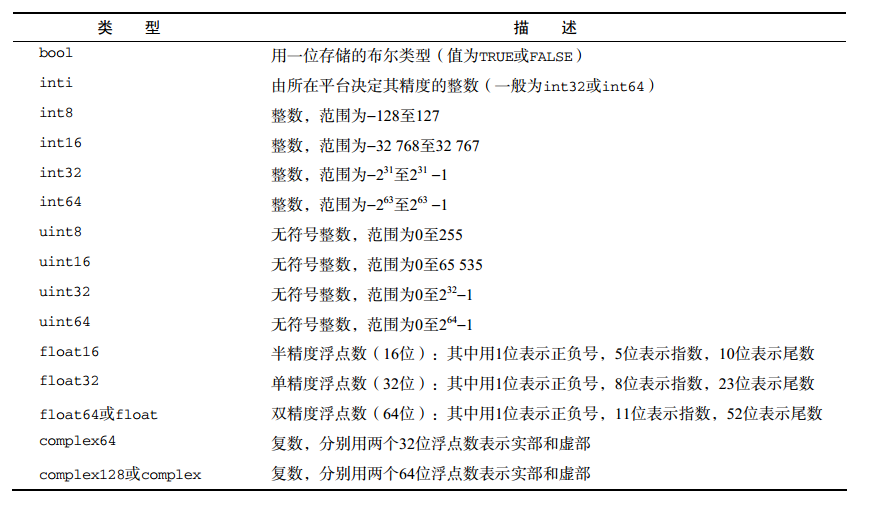 类 型 描 述
bool 用一位存储的布尔类型（值为TRUE或FALSE）
inti 由所在平台决定其精度的整数（一般为int32或int64）
int8 整数，范围为−128至127
int16 整数，范围为−32 768至32 767
int32 整数，范围为−2³¹至2³¹ −1
int64 整数，范围为−2⁶³至2⁶³ −1
uint8 无符号整数，范围为0至255
uint16 无符号整数，范围为0至65 535
uint32 无符号整数，范围为0至2³²−1
uint64 无符号整数，范围为0至2⁶⁴−1
float16 半精度浮点数（16位）：其中用1位表示正负号，5位表示指数，10位表示尾数
float32 单精度浮点数（32位）：其中用1位表示正负号，8位表示指数，23位表示尾数
float64或float 双精度浮点数（64位）：其中用1位表示正负号，11位表示指数，52位表示尾数
complex64 复数，分别用两个32位浮点数表示实部和虚部
complex128或complex 复数，分别用两个64位浮点数表示实部和虚部